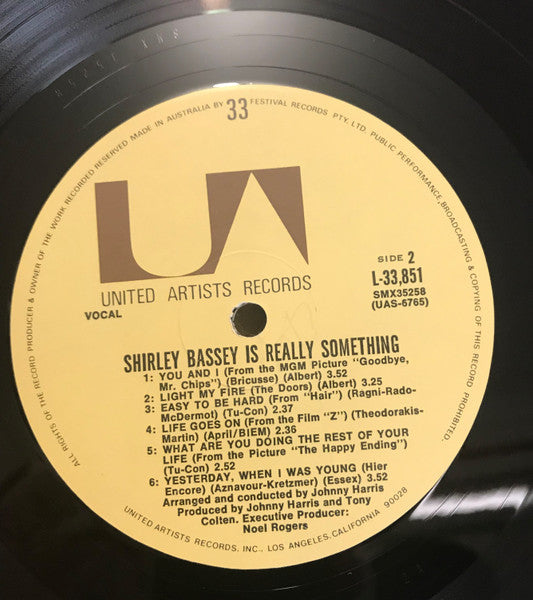 ALL RIGHTS OF THE RECORD PRODUCER & OWNER OF THE WORK RECORDED RESERVED MADE IN AUSTRALIA BY FESTIVAL RECORDS PTY. LTD. PUBLIC PERFORMANCE, BROADCASTING & COPYING OF THIS RECORD PROHIBITED.
33
UA
UNITED ARTISTS RECORDS
VOCAL
SIDE 2
L-33,851
SMX35258
(UAS-6765)
SHIRLEY BASSEY IS REALLY SOMETHING
1: YOU AND I (From the MGM Picture "Goodbye,
Mr. Chips") (Bricusse) (Albert) 3.52
2: LIGHT MY FIRE (The Doors) (Albert) 3.25
3: EASY TO BE HARD (From "Hair") (Ragni-Rado-
McDermot) (Tu-Con) 2.37
4: LIFE GOES ON (From the Film "Z") (Theodorakis-
Martin) (April/BIEM) 2.36
5: WHAT ARE YOU DOING THE REST OF YOUR
LIFE (From the Picture "The Happy Ending")
(Tu-Con) 2.52
6: YESTERDAY, WHEN I WAS YOUNG (Hier
Encore) (Aznavour-Kretzmer) (Essex) 3.52
Arranged and conducted by Johnny Harris
Produced by Johnny Harris and Tony
Colten. Executive Producer:
Noel Rogers
UNITED ARTISTS RECORDS, INC., LOS ANGELES, CALIFORNIA 90028